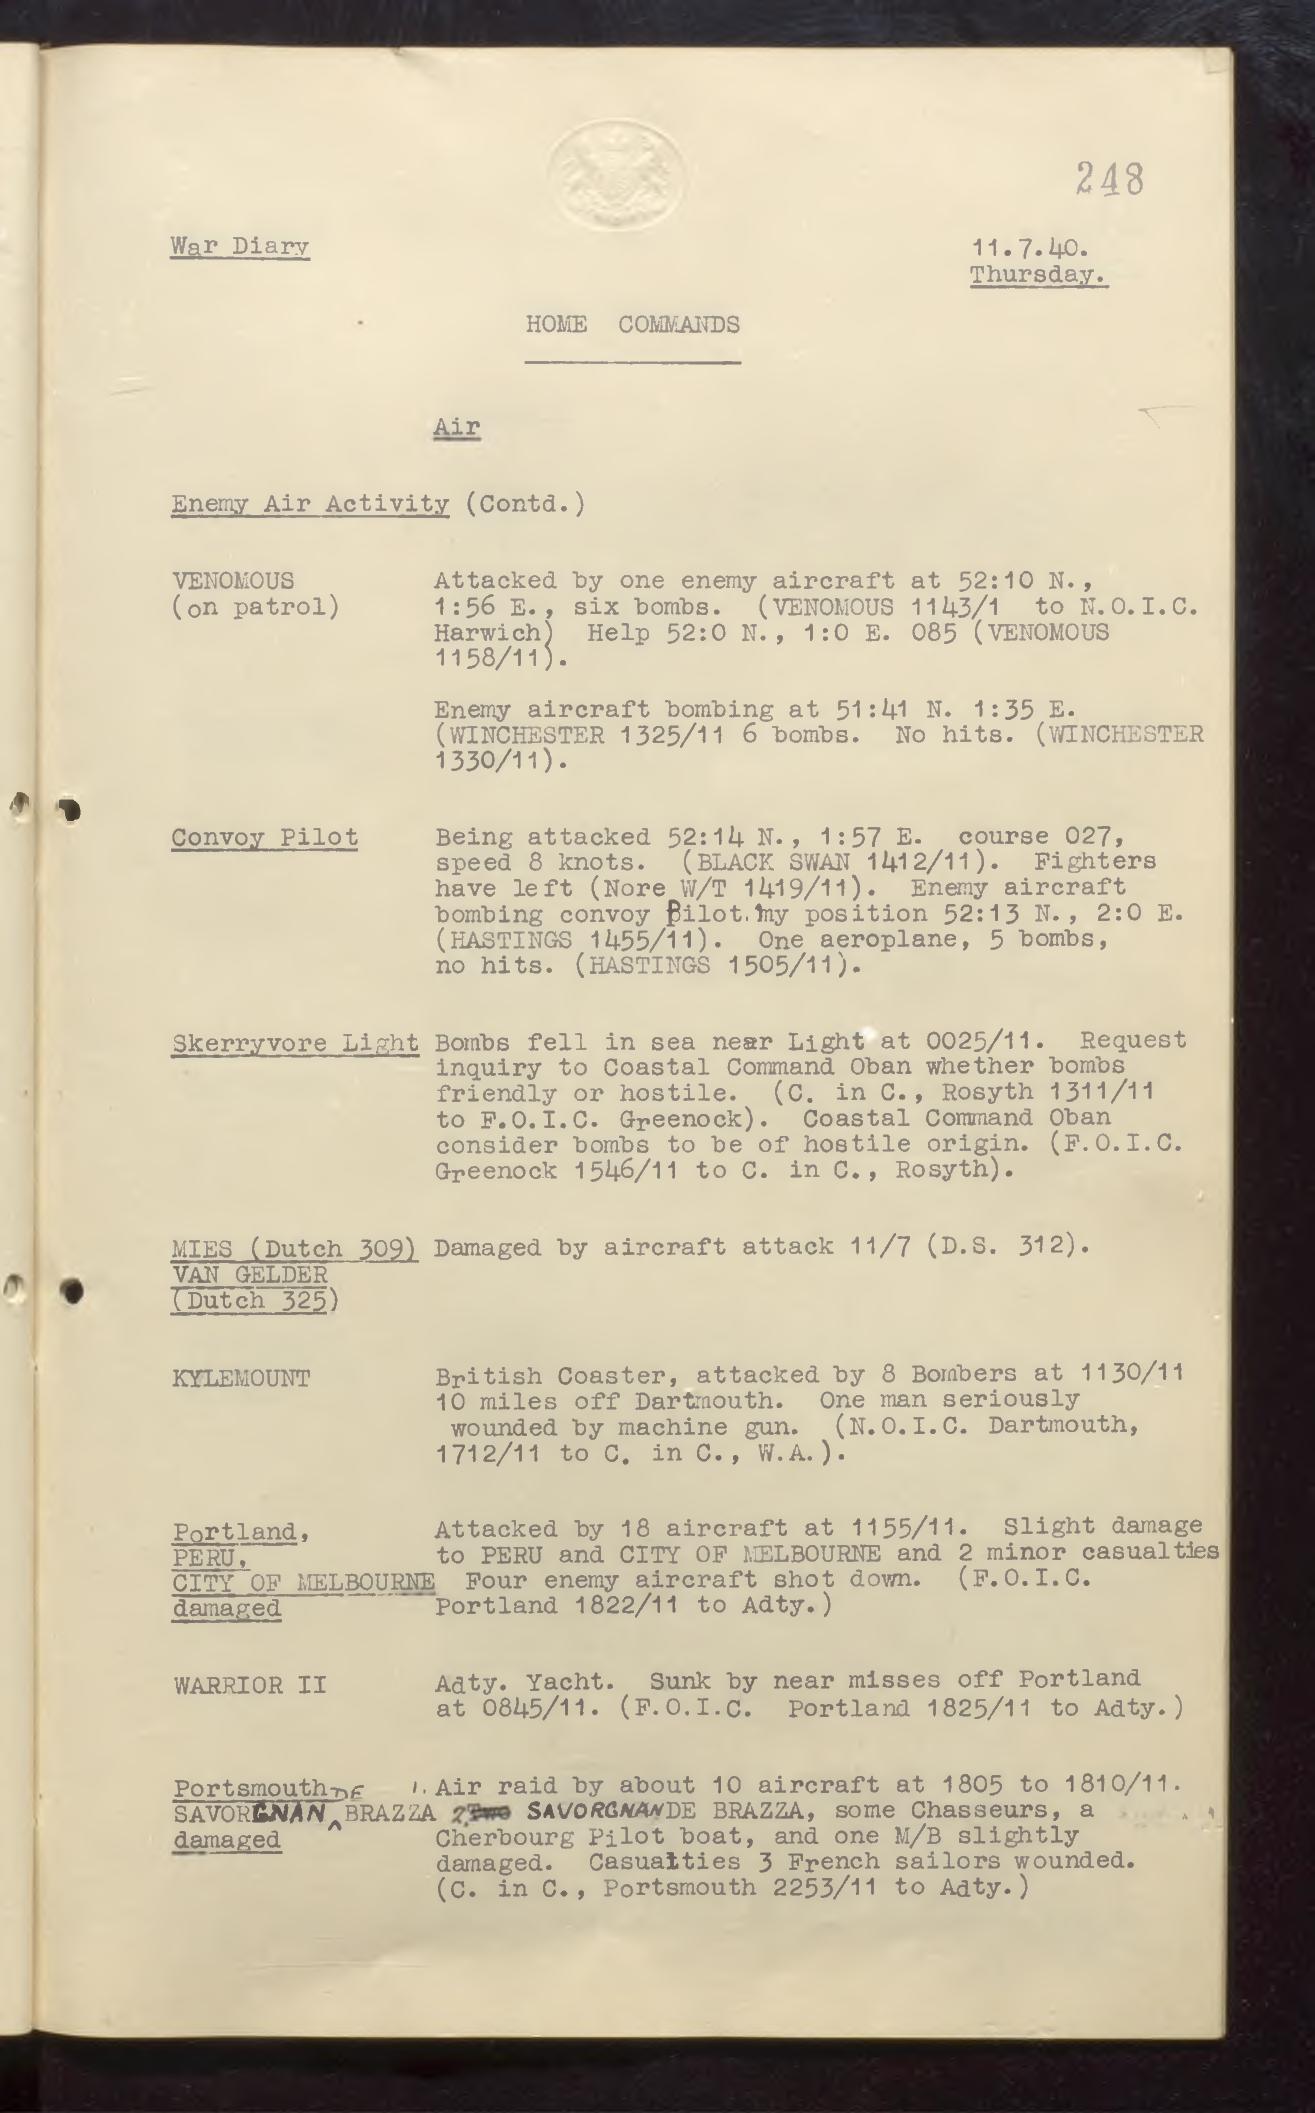 248
War Diary 11.7.40.
Thursday.
HOME COMMANDS
Air
Enemy Air Activity (Contd.)
VENOMOUS Attacked by one enemy aircraft at 52:10 N.,
(on patrol) 1:56 E., six bombs. (VENOMOUS 1143/1 to N.O.I.C.
Harwich) Help 52:0 N., 1:0 E. 085 (VENOMOUS
1158/11).
Enemy aircraft bombing at 51:41 N. 1:35 E.
(WINCHESTER 1325/11 6 bombs. No hits. (WINCHESTER
1330/11).
Convoy Pilot Being attacked 52:14 N., 1:57 E. course 027,
speed 8 knots. (BLACK SWAN 1412/11). Fighters
have left (Nore W/T 1419/11). Enemy aircraft
bombing convoy Pilot. my position 52:13 N., 2:0 E.
(HASTINGS 1455/11). One aeroplane, 5 bombs,
no hits. (HASTINGS 1505/11).
Skerryvore Light Bombs fell in sea near Light at 0025/11. Request
inquiry to Coastal Command Oban whether bombs
friendly or hostile. (C. in C., Rosyth 1311/11
to F.O.I.C. Greenock). Coastal Command Oban
consider bombs to be of hostile origin. (F.O.I.C.
Greenock 1546/11 to C. in C., Rosyth).
MIES (Dutch 309) Damaged by aircraft attack 11/7 (D.S. 312).
VAN GELDER
(Dutch 325)
KYLEMOUNT British Coaster, attacked by 8 Bombers at 1130/11
10 miles off Dartmouth. One man seriously
wounded by machine gun. (N.O.I.C. Dartmouth,
1712/11 to C. in C., W.A.).
Portland, Attacked by 18 aircraft at 1155/11. Slight damage
PERU, to PERU and CITY OF MELBOURNE and 2 minor casualties
CITY OF MELBOURNE Four enemy aircraft shot down. (F.O.I.C.
damaged Portland 1822/11 to Adty.)
WARRIOR II Adty. Yacht. Sunk by near misses off Portland
at 0845/11. (F.O.I.C. Portland 1825/11 to Adty.)
Portsmouth DE 1. Air raid by about 10 aircraft at 1805 to 1810/11.
SAVORGNAN BRAZZA 2. SAVORGNAN DE BRAZZA, some Chasseurs, a
damaged Cherbourg Pilot boat, and one M/B slightly
damaged. Casualties 3 French sailors wounded.
(C. in C., Portsmouth 2253/11 to Adty.)